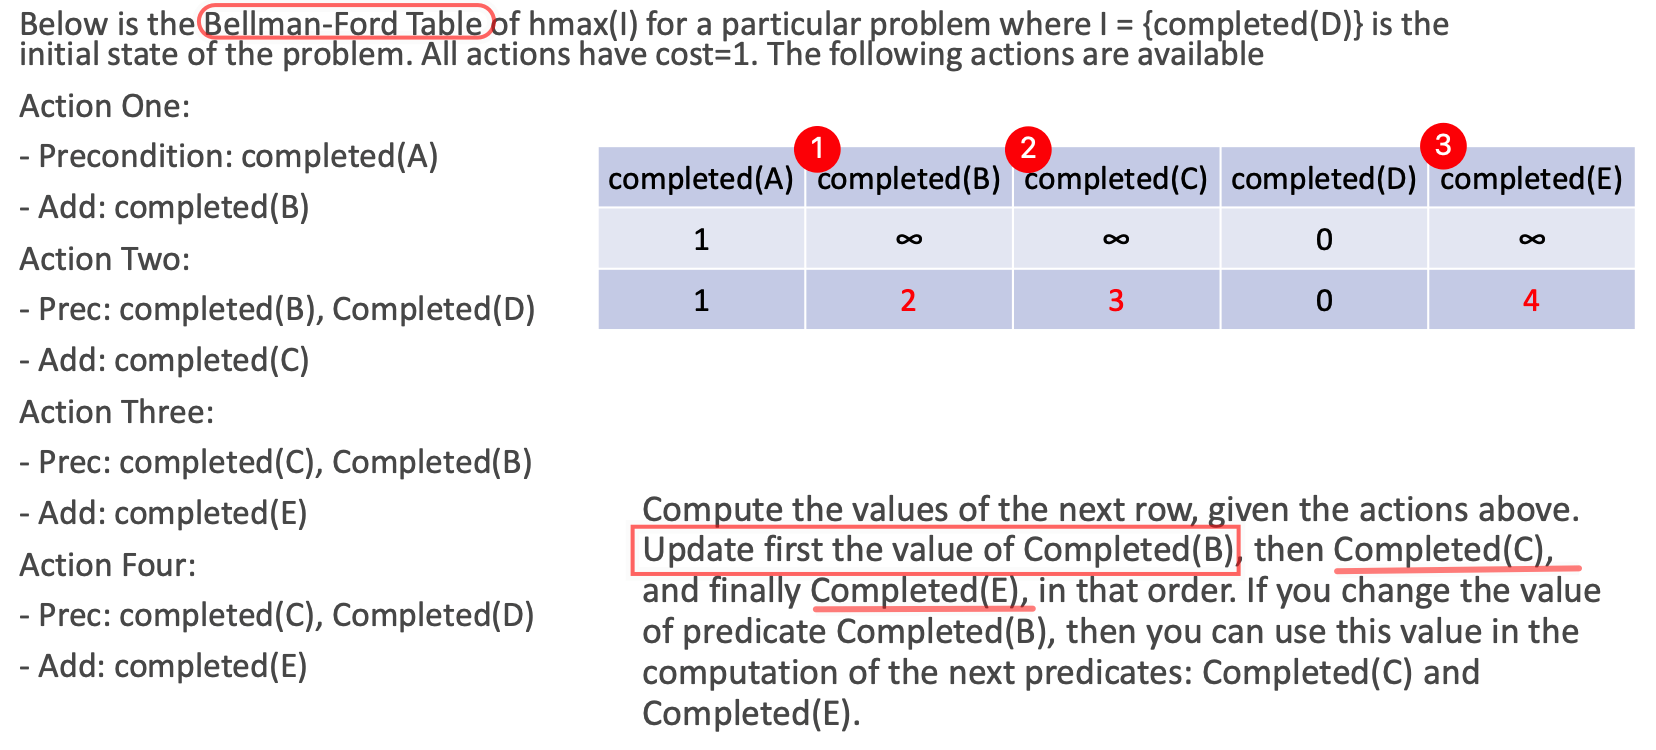 Below is the Bellman-Ford Table of hmax(I) for a particular problem where I = {completed(D)} is the
initial state of the problem. All actions have cost=1. The following actions are available
Action One:
- Precondition: completed(A)
- Add: completed(B)
Action Two:
- Prec: completed(B), Completed(D)
- Add: completed(C)
Action Three:
- Prec: completed(C), Completed(B)
- Add: completed(E)
Action Four:
- Prec: completed(C), Completed(D)
- Add: completed(E)
1 2 3
completed(A) completed(B) completed(C) completed(D) completed(E)
1 ∞ ∞ 0 ∞
1 2 3 0 4
Compute the values of the next row, given the actions above.
Update first the value of Completed(B), then Completed(C),
and finally Completed(E), in that order. If you change the value
of predicate Completed(B), then you can use this value in the
computation of the next predicates: Completed(C) and
Completed(E).